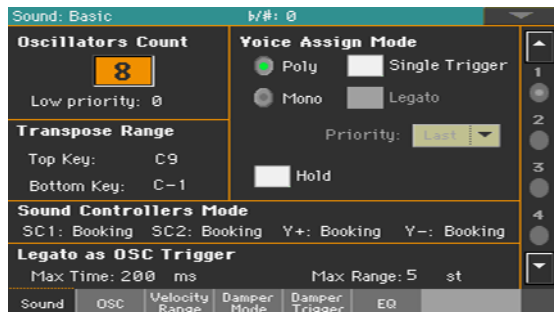 Sound: Basic ♭/#: 0
Oscillators Count
8
Low priority: 0
Voice Assign Mode
Poly Single Trigger
Mono Legato
Priority: Last
Hold
Transpose Range
Top Key: C9
Bottom Key: C-1
Sound Controllers Mode
SC1: Booking SC2: Booking Y+: Booking Y-: Booking
Legato as OSC Trigger
Max Time: 200 ms Max Range: 5 st
1
2
3
4
Sound OSC Velocity Range Damper Mode Damper Trigger EQ